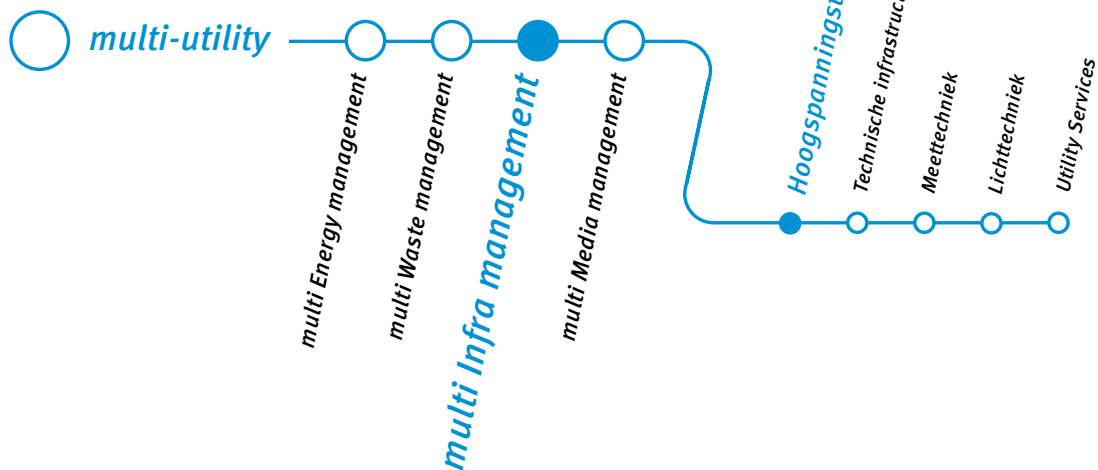 multi-utility
multi Energy management
multi Waste management
multi Infra management
multi Media management
Technische
Meettechniek
Lichttechniek
Utility Services